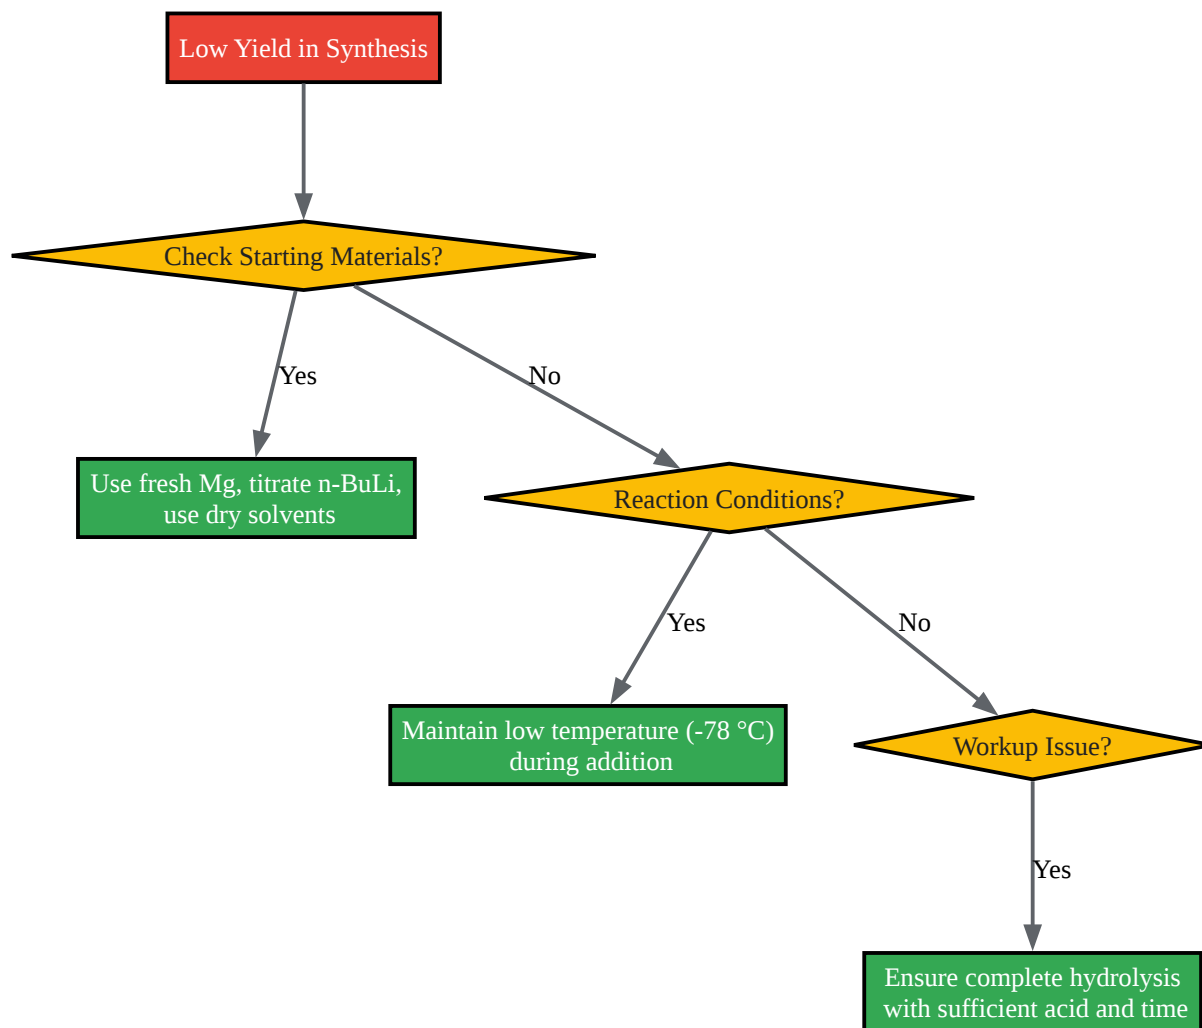 Low Yield in Synthesis
Check Starting Materials?
Yes
No
Use fresh Mg, titrate n-BuLi,
use dry solvents
Reaction Conditions?
Yes
No
Maintain low temperature (-78 °C)
during addition
Workup Issue?
Yes
Ensure complete hydrolysis
with sufficient acid and time